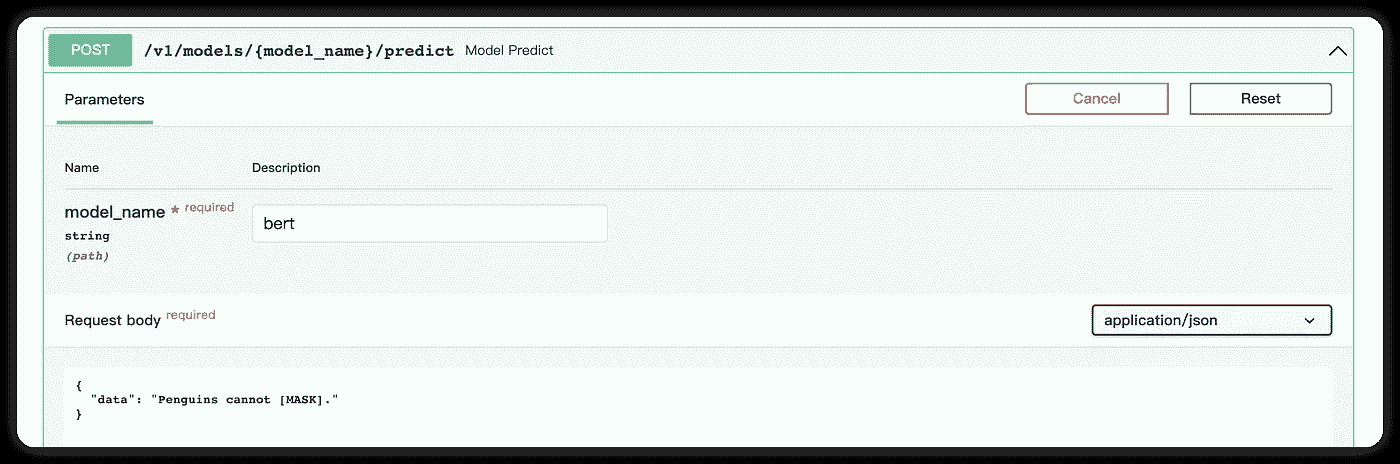 POST /v1/models/{model_name}/predict Model Predict
Parameters Cancel Reset
Name Description
model_name * required bert
string
(path)
Request body required application/json
{
"data": "Penguins cannot [MASK]."
}